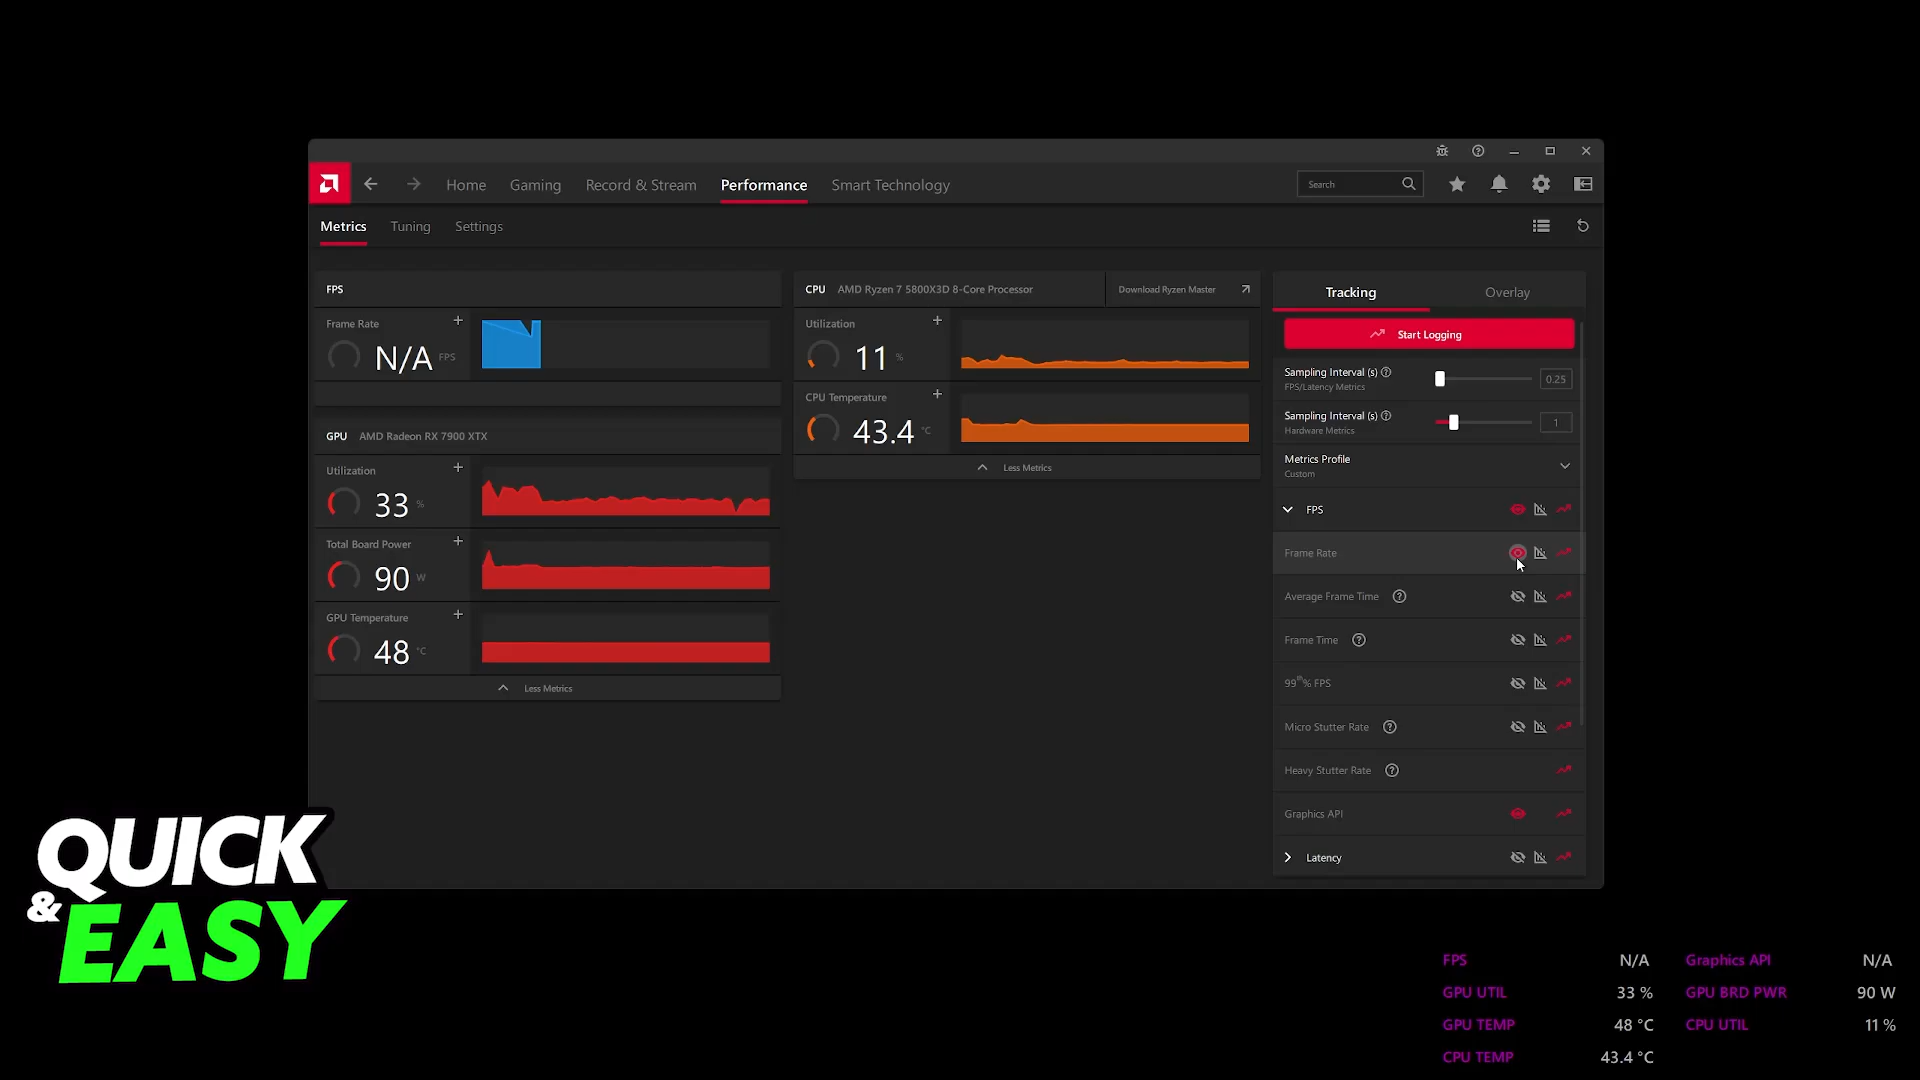 Home
Gaming
Record & Stream
Performance
Smart Technology
Search
Metrics
Tuning
Settings
FPS
Frame Rate
N/A FPS
GPU AMD Radeon RX 7900 XTX
Utilization
33 %
Total Board Power
90 W
GPU Temperature
48 °C
Less Metrics
CPU AMD Ryzen 7 5800X3D 8-Core Processor
Download Ryzen Master
Utilization
11 %
CPU Temperature
43.4 °C
Less Metrics
Tracking
Overlay
Start Logging
Sampling Interval (s)
FPS/Latency Metrics
0.25
Sampling Interval (s)
Hardware Metrics
1
Metrics Profile
Custom
FPS
Frame Rate
Average Frame Time
Frame Time
99th% FPS
Micro Stutter Rate
Heavy Stutter Rate
Graphics API
Latency
QUICK
& EASY
FPS N/A Graphics API N/A
GPU UTIL 33 % GPU BRD PWR 90 W
GPU TEMP 48 °C CPU UTIL 11 %
CPU TEMP 43.4 °C